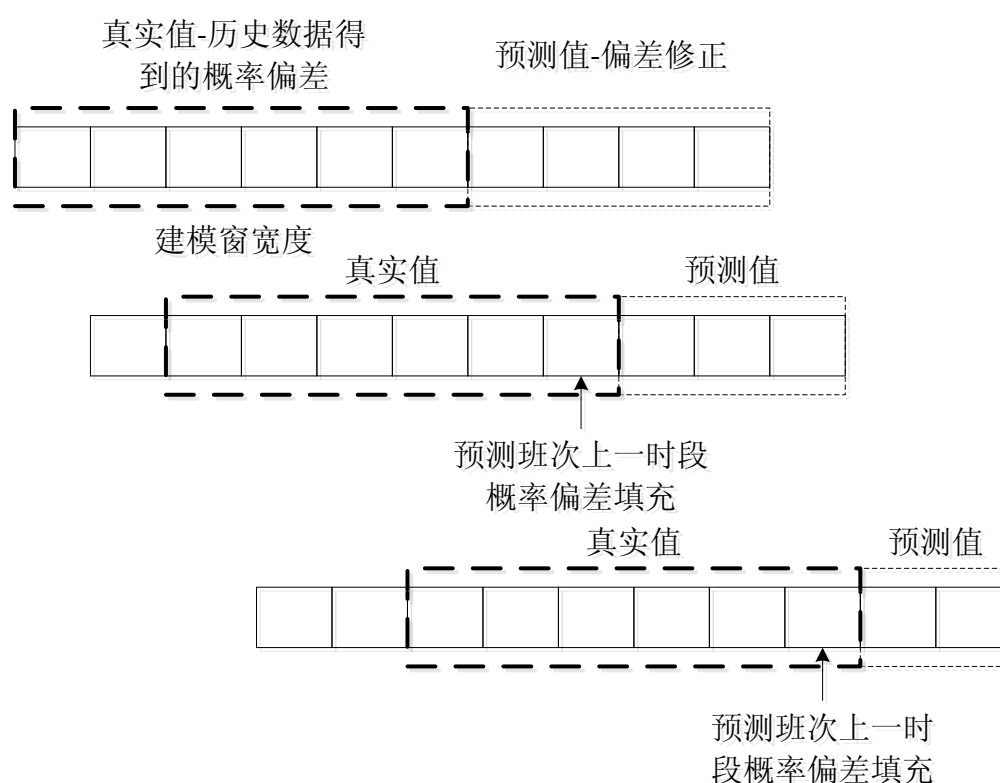 真实值-历史数据得
到的概率偏差
预测值-偏差修正
建模窗宽度
真实值
预测值
预测班次上一时段
概率偏差填充
真实值
预测值
预测班次上一时
段概率偏差填充